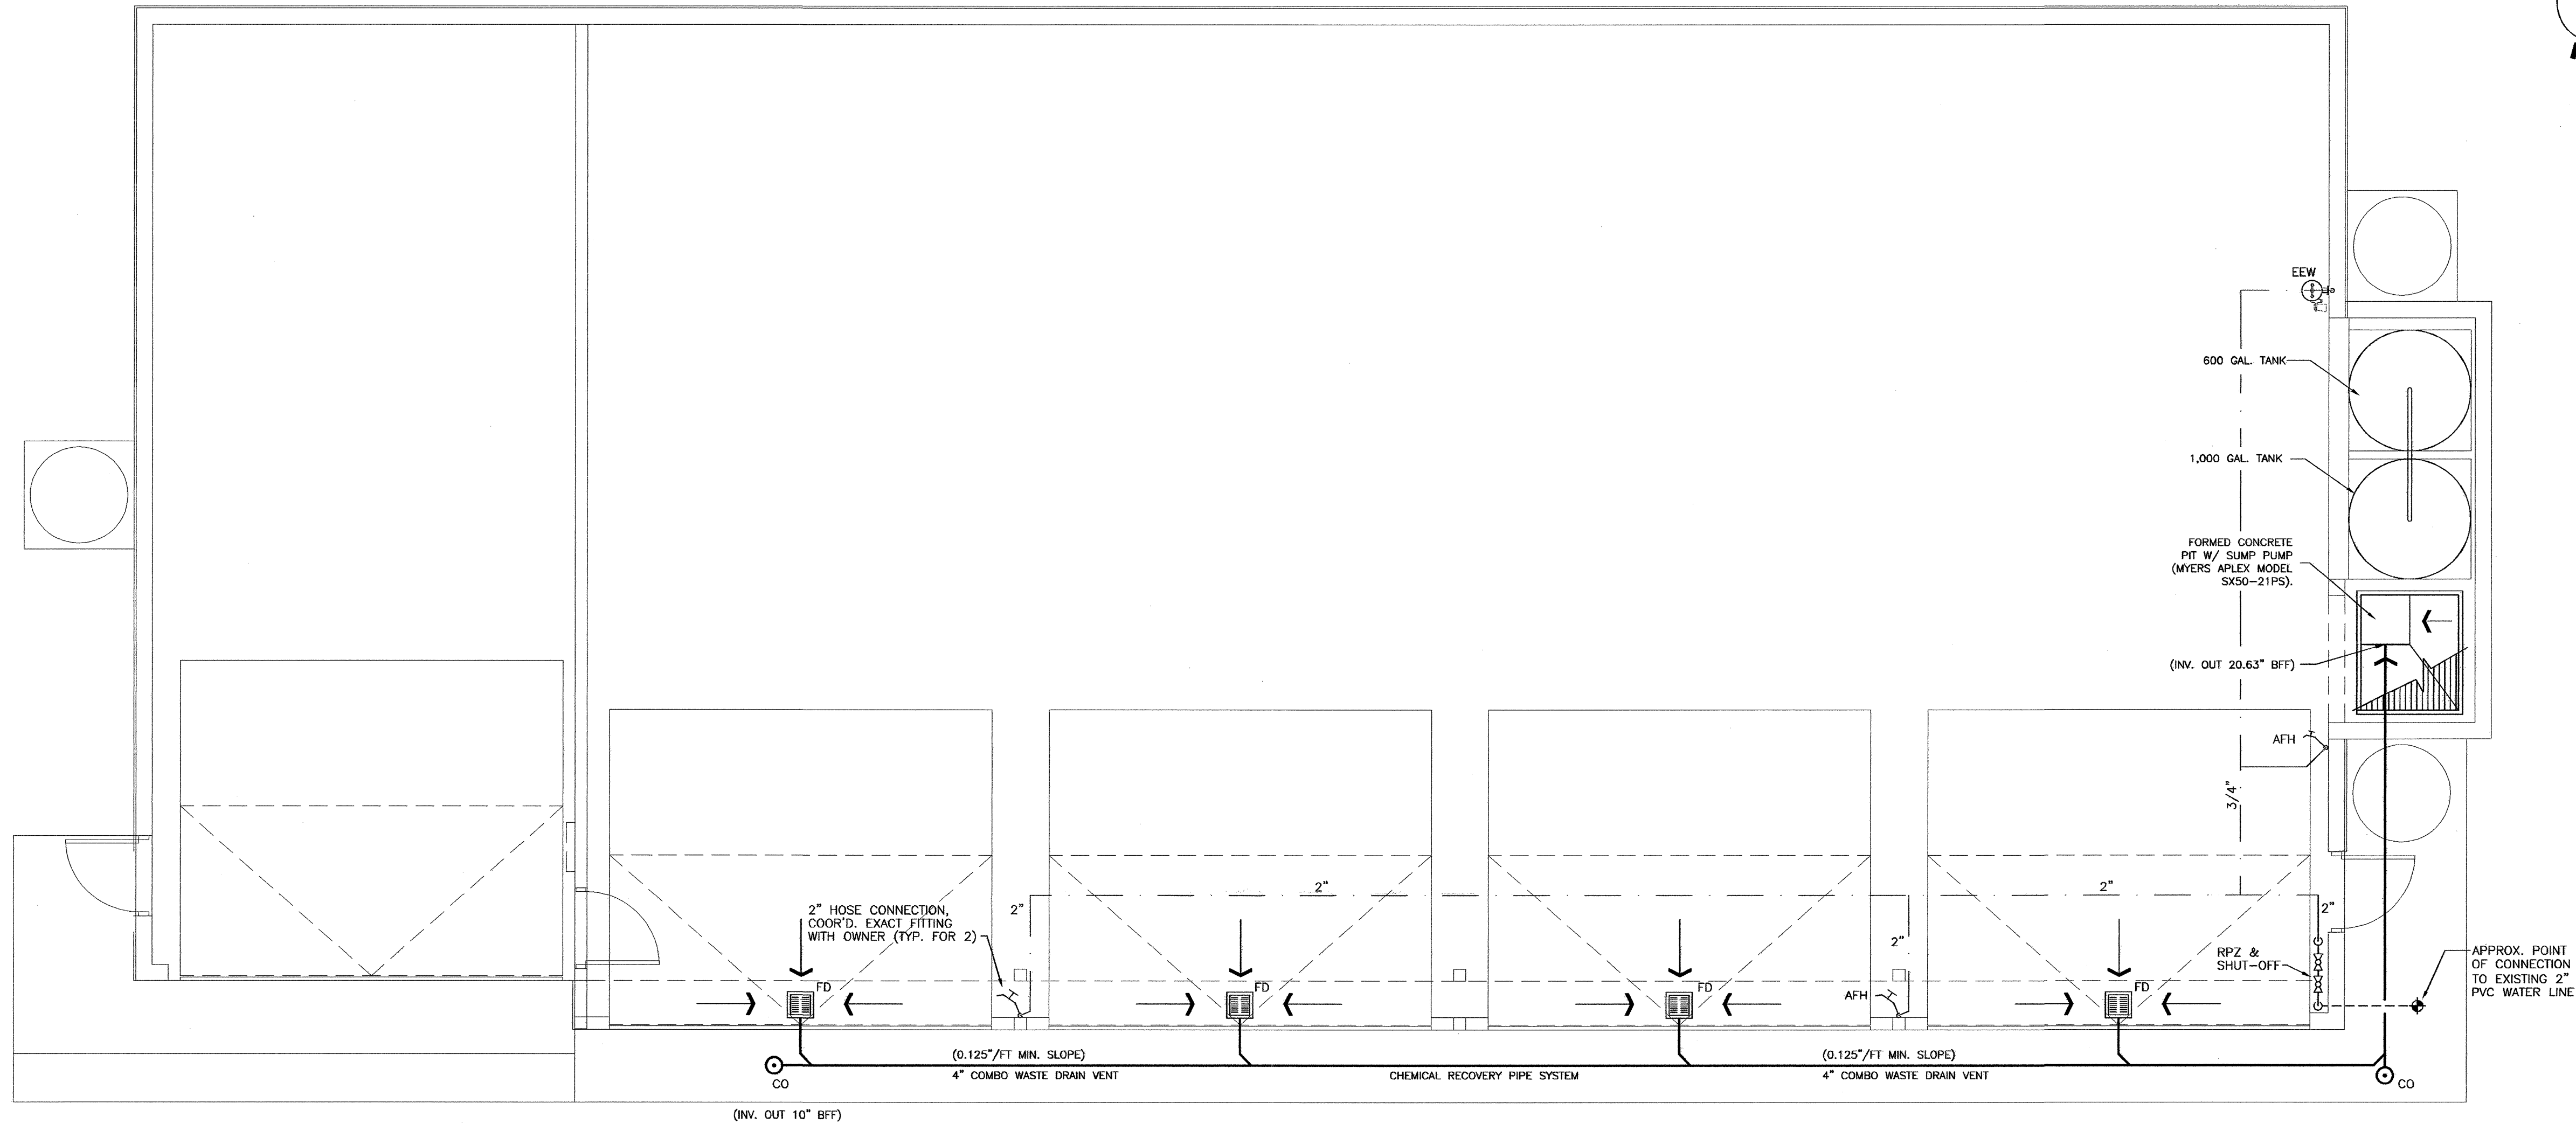 EEW
600 GAL. TANK
1,000 GAL. TANK
FORMED CONCRETE
PIT W/ SUMP PUMP
(MYERS APLEX MODEL
SX50-21PS).
(INV. OUT 20.63" BFF)
AFH
3/4"
2"
2"
2" HOSE CONNECTION,
COOR'D. EXACT FITTING
WITH OWNER (TYP. FOR 2)
2"
2"
2"
RPZ &
SHUT-OFF
APPROX. POINT
OF CONNECTION
TO EXISTING 2"
PVC WATER LINE
FD
FD
AFH
FD
FD
(0.125"/FT MIN. SLOPE)
(0.125"/FT MIN. SLOPE)
4" COMBO WASTE DRAIN VENT
CHEMICAL RECOVERY PIPE SYSTEM
4" COMBO WASTE DRAIN VENT
CO
CO
(INV. OUT 10" BFF)